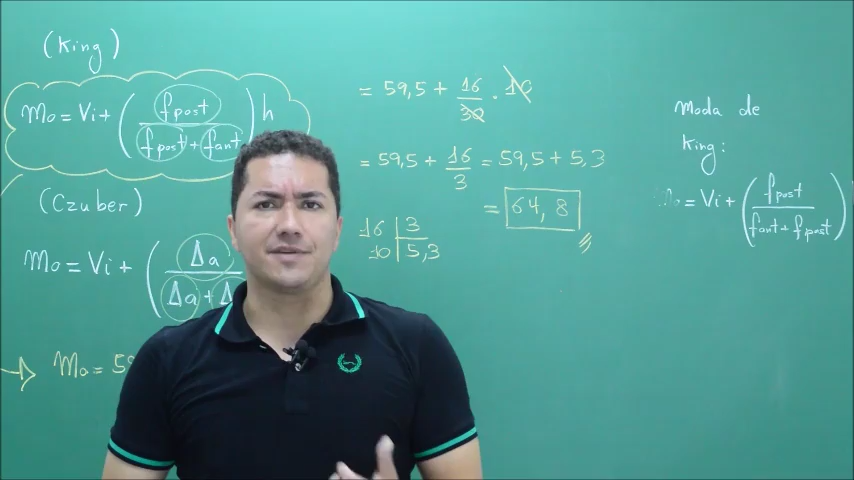 (King)
Mo = Vi + (fpost / fpost + fant) h
(Czuber)
Mo = Vi + (Δa / Δa + Δ
Mo = 59
= 59,5 + 16/30 . 10
= 59,5 + 16/3 = 59,5 + 5,3
= 64,8
16 | 3
10 | 5,3
Moda de
King:
Mo = Vi + (fpost / fant + fpost)